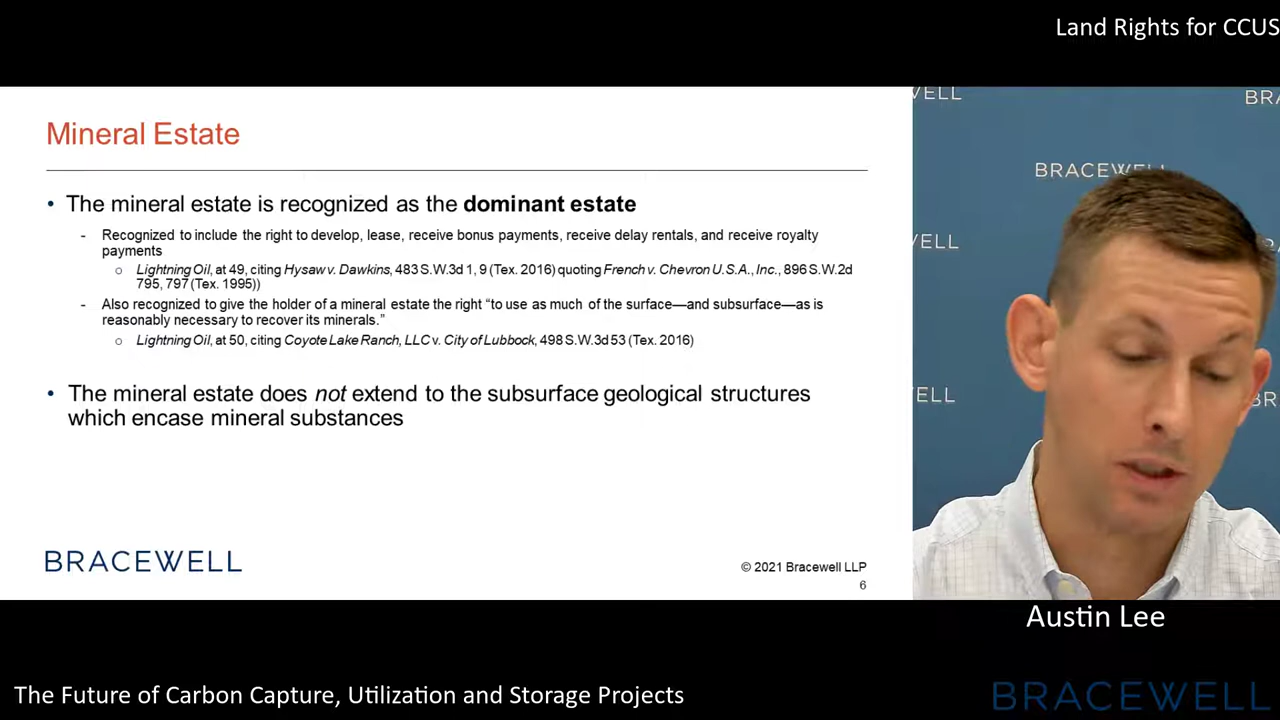 Land Rights for CCUS
Mineral Estate
• The mineral estate is recognized as the dominant estate
- Recognized to include the right to develop, lease, receive bonus payments, receive delay rentals, and receive royalty
payments
○ Lightning Oil, at 49, citing Hysaw v. Dawkins, 483 S.W.3d 1, 9 (Tex. 2016) quoting French v. Chevron U.S.A., Inc., 896 S.W.2d
795, 797 (Tex. 1995))
- Also recognized to give the holder of a mineral estate the right “to use as much of the surface—and subsurface—as is
reasonably necessary to recover its minerals.”
○ Lightning Oil, at 50, citing Coyote Lake Ranch, LLC v. City of Lubbock, 498 S.W.3d 53 (Tex. 2016)
• The mineral estate does not extend to the subsurface geological structures
which encase mineral substances
BRACEWELL
© 2021 Bracewell LLP
6
VELL
BR
BRACEWELL
VELL
ELL
BR
Austin Lee
The Future of Carbon Capture, Utilization and Storage Projects
BRACEWELL